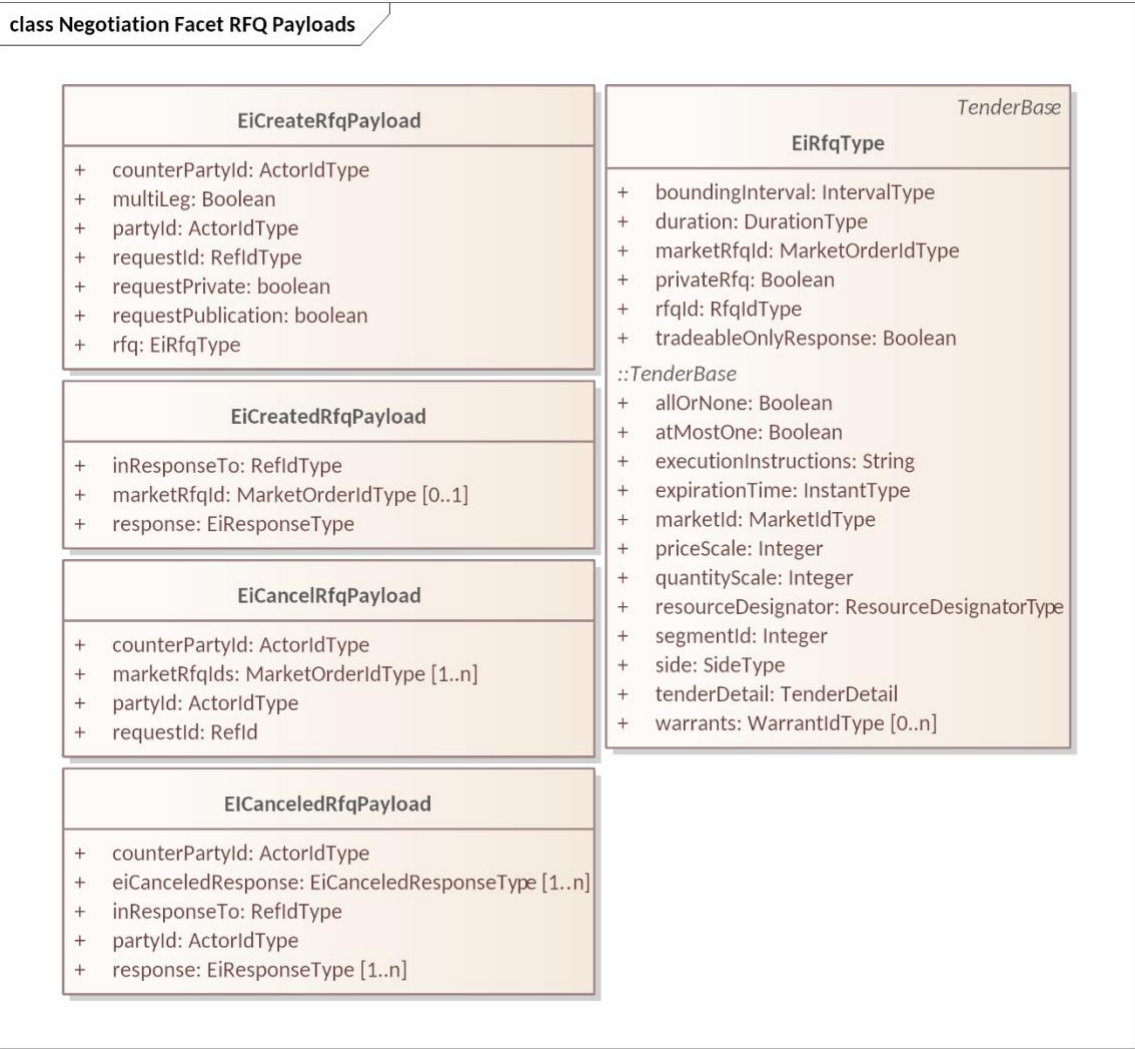 class Negotiation Facet RFQ Payloads
EiCreateRfqPayload
+ counterPartyId: ActorIdType
+ multiLeg: Boolean
+ partyId: ActorIdType
+ requestId: RefIdType
+ requestPrivate: boolean
+ requestPublication: boolean
+ rfq: EiRfqType
EiCreatedRfqPayload
+ inResponseTo: RefIdType
+ marketRfqId: MarketOrderIdType [0..1]
+ response: EiResponseType
EiCancelRfqPayload
+ counterPartyId: ActorIdType
+ marketRfqIds: MarketOrderIdType [1..n]
+ partyId: ActorIdType
+ requestId: RefId
EICanceledRfqPayload
+ counterPartyId: ActorIdType
+ eiCanceledResponse: EiCanceledResponseType [1..n]
+ inResponseTo: RefIdType
+ partyId: ActorIdType
+ response: EiResponseType [1..n]
TenderBase
EiRfqType
+ boundingInterval: IntervalType
+ duration: DurationType
+ marketRfqId: MarketOrderIdType
+ privateRfq: Boolean
+ rfqId: RfqIdType
+ tradeableOnlyResponse: Boolean
::TenderBase
+ allOrNone: Boolean
+ atMostOne: Boolean
+ executionInstructions: String
+ expirationTime: InstantType
+ marketId: MarketIdType
+ priceScale: Integer
+ quantityScale: Integer
+ resourceDesignator: ResourceDesignatorType
+ segmentId: Integer
+ side: SideType
+ tenderDetail: TenderDetail
+ warrants: WarrantIdType [0..n]